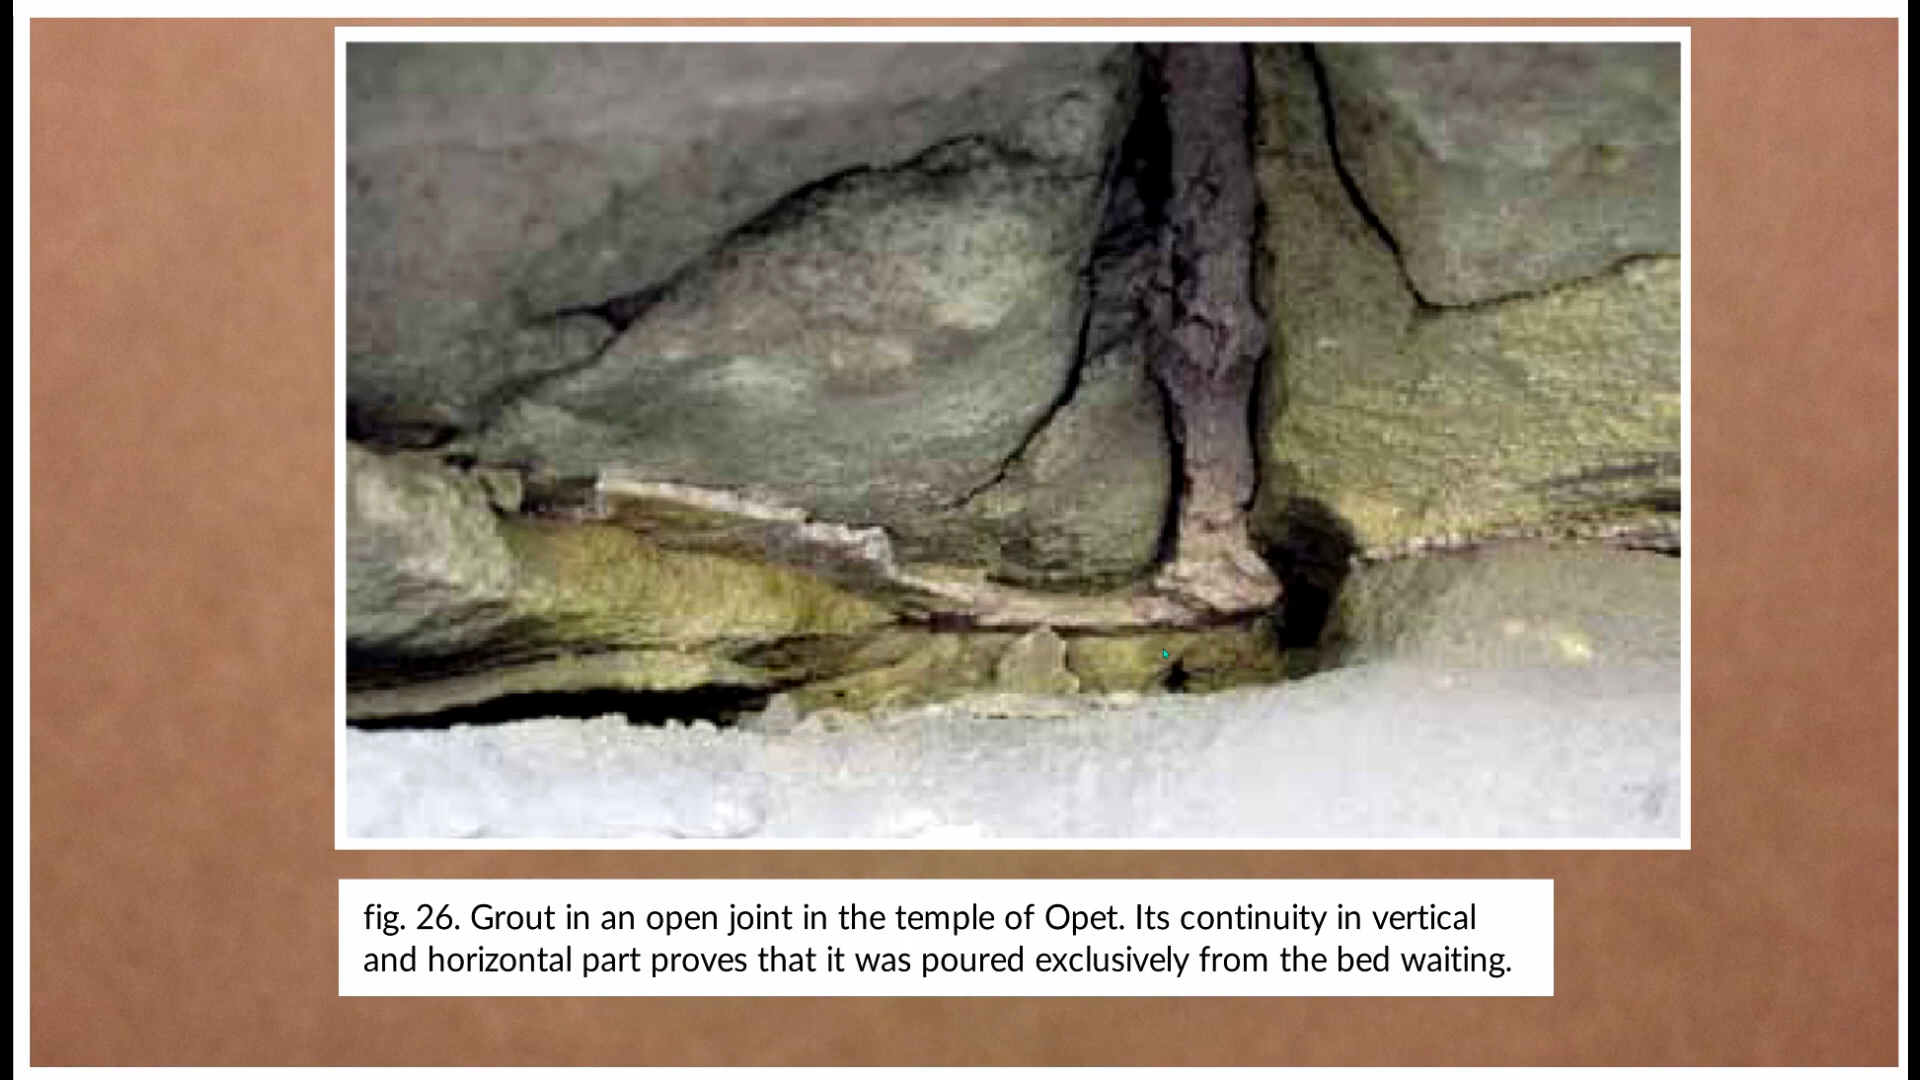 fig. 26. Grout in an open joint in the temple of Opet. Its continuity in vertical
and horizontal part proves that it was poured exclusively from the bed waiting.